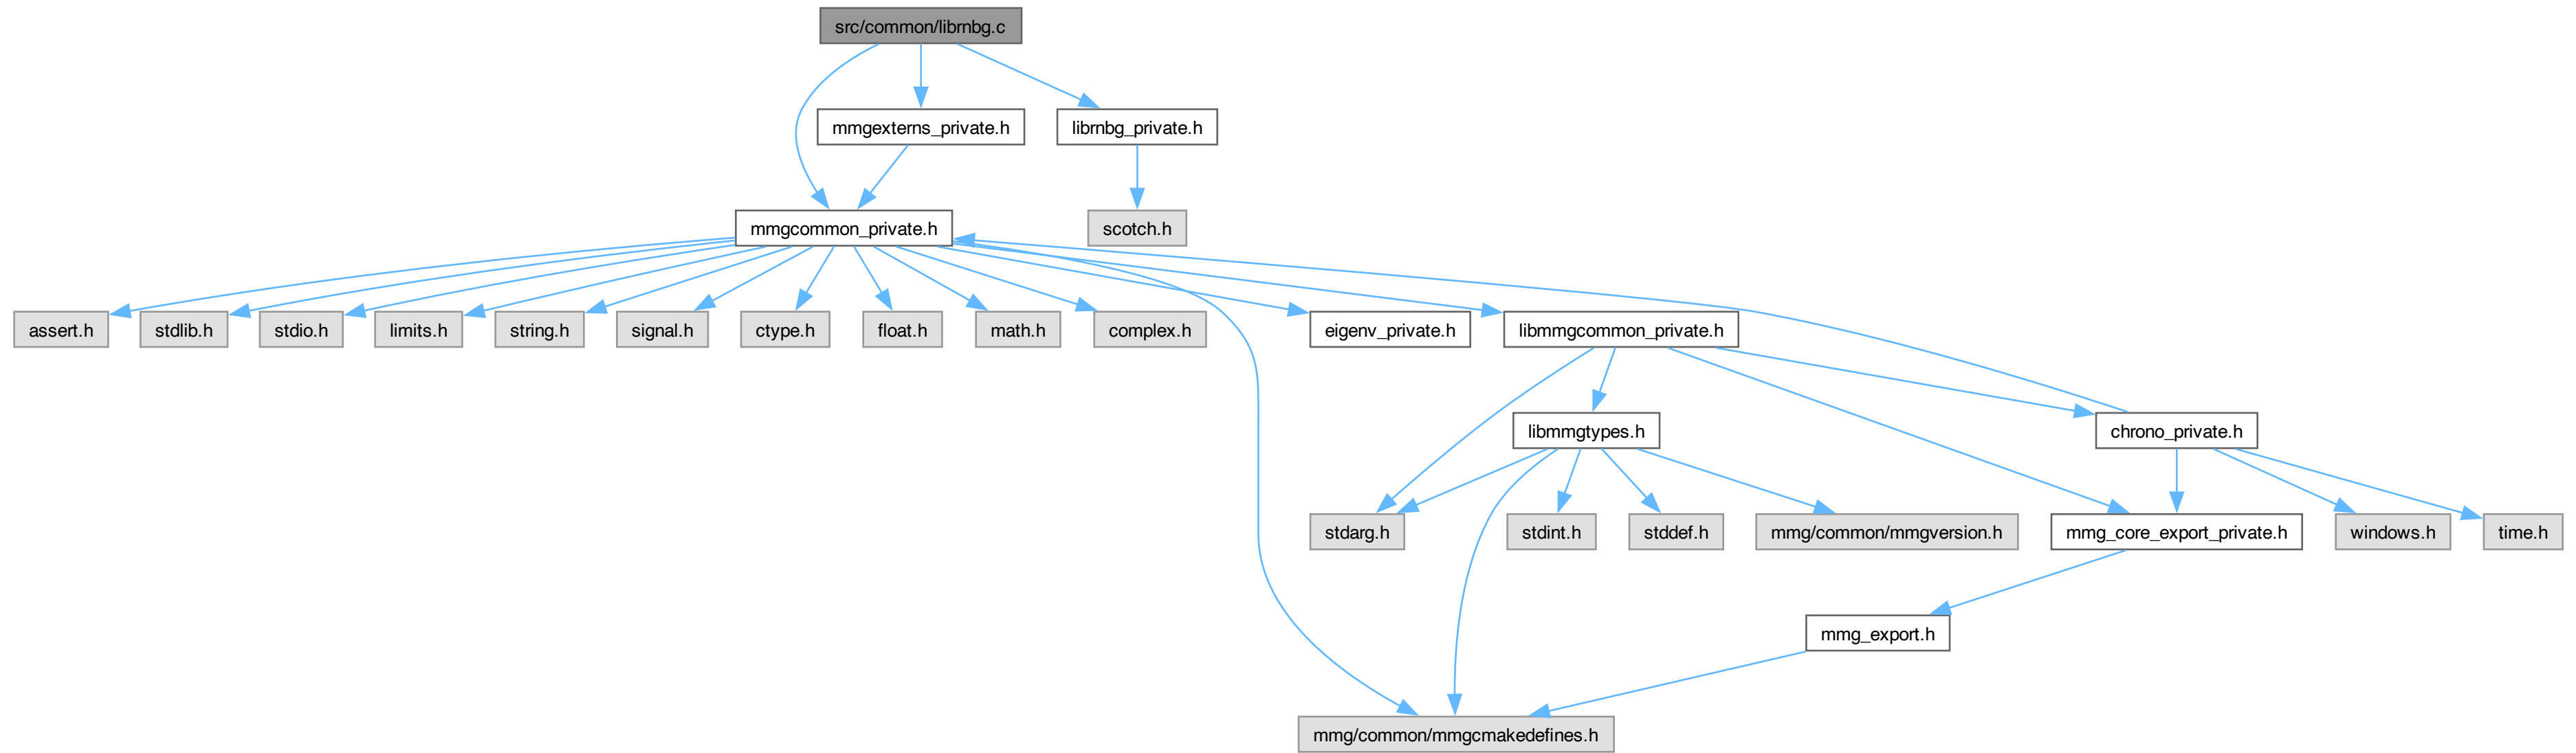 src/common/librnbg.c
mmgexterns_private.h
librnbg_private.h
mmgcommon_private.h
scotch.h
assert.h
stdlib.h
stdio.h
limits.h
string.h
signal.h
ctype.h
float.h
math.h
complex.h
eigenv_private.h
libmmgcommon_private.h
libmmgtypes.h
chrono_private.h
stdarg.h
stdint.h
stddef.h
mmg/common/mmgversion.h
mmg_core_export_private.h
windows.h
time.h
mmg_export.h
mmg/common/mmgcmakedefines.h